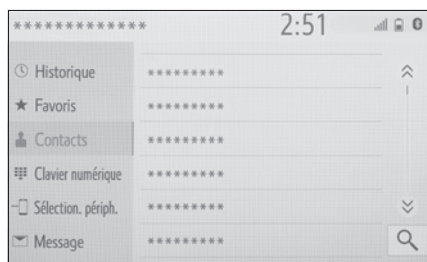 ************* 2:51
Historique *********
Favoris *********
Contacts *********
Clavier numérique *********
Sélection. périph. *********
Message *********